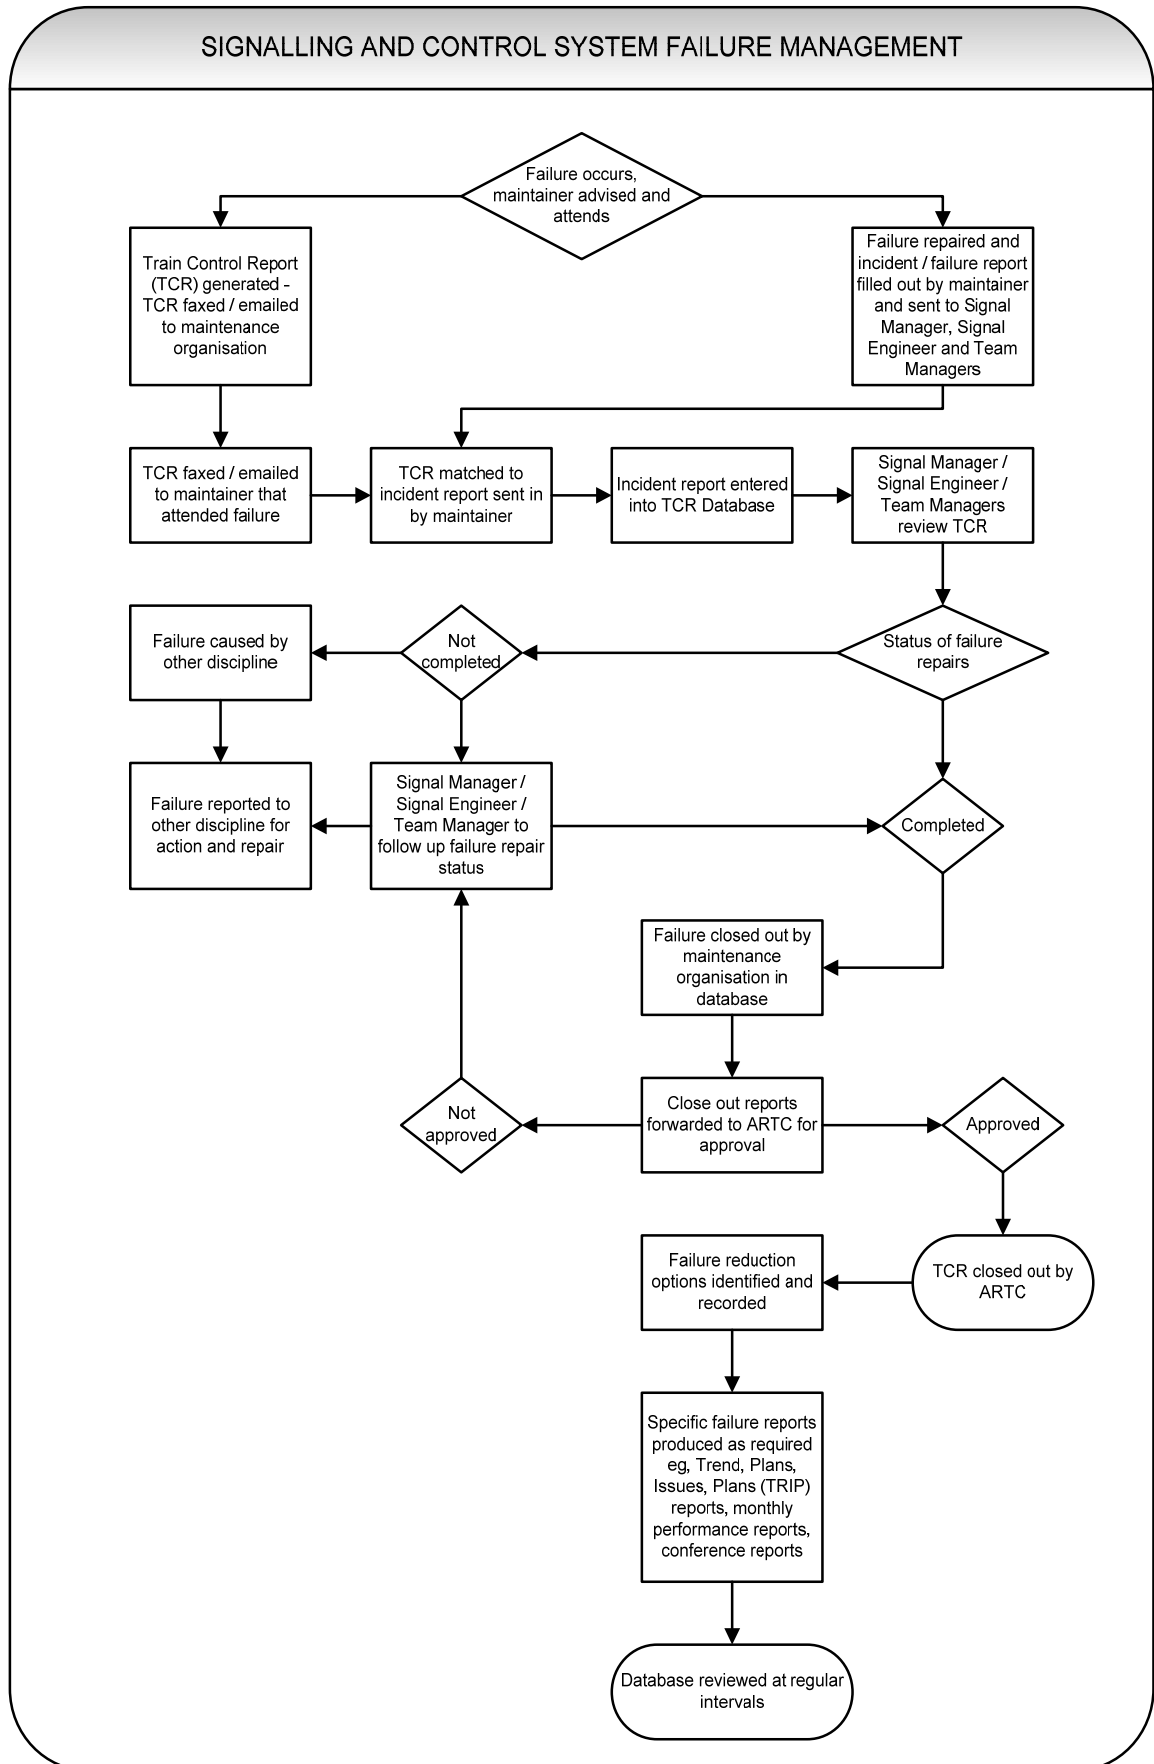 SIGNALLING AND CONTROL SYSTEM FAILURE MANAGEMENT
Failure occurs,
maintainer advised and
attends
Train Control Report
(TCR) generated -
TCR faxed / emailed
to maintenance
organisation
Failure repaired and
incident / failure report
filled out by maintainer
and sent to Signal
Manager, Signal
Engineer and Team
Managers
TCR faxed / emailed
to maintainer that
attended failure
TCR matched to
incident report sent in
by maintainer
Incident report entered
into TCR Database
Signal Manager /
Signal Engineer /
Team Managers
review TCR
Failure caused by
other discipline
Not
completed
Status of failure
repairs
Failure reported to
other discipline for
action and repair
Signal Manager /
Signal Engineer /
Team Manager to
follow up failure repair
status
Completed
Failure closed out by
maintenance
organisation in
database
Not
approved
Close out reports
forwarded to ARTC for
approval
Approved
Failure reduction
options identified and
recorded
TCR closed out by
ARTC
Specific failure reports
produced as required
eg, Trend, Plans,
Issues, Plans (TRIP)
reports, monthly
performance reports,
conference reports
Database reviewed at regular
intervals